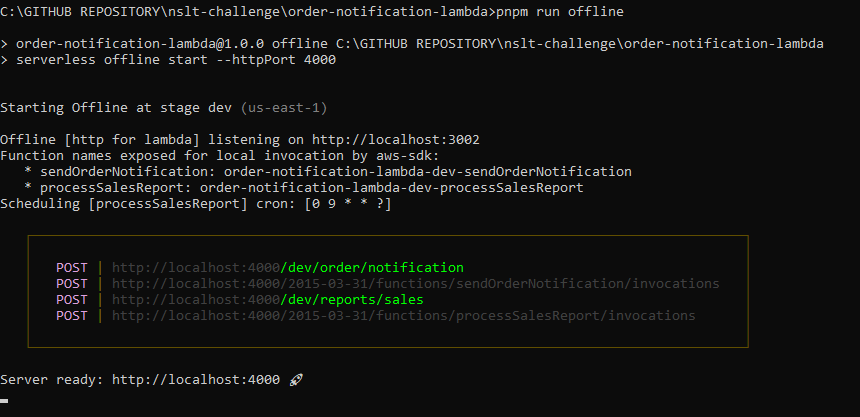 C:\GITHUB REPOSITORY\nslt-challenge\order-notification-lambda>pnpm run offline
> order-notification-lambda@1.0.0 offline C:\GITHUB REPOSITORY\nslt-challenge\order-notification-lambda
> serverless offline start --httpPort 4000
Starting Offline at stage dev (us-east-1)
Offline [http for lambda] listening on http://localhost:3002
Function names exposed for local invocation by aws-sdk:
* sendOrderNotification: order-notification-lambda-dev-sendOrderNotification
* processSalesReport: order-notification-lambda-dev-processSalesReport
Scheduling [processSalesReport] cron: [0 9 * * ?]
POST | http://localhost:4000/dev/order/notification
POST | http://localhost:4000/2015-03-31/functions/sendOrderNotification/invocations
POST | http://localhost:4000/dev/reports/sales
POST | http://localhost:4000/2015-03-31/functions/processSalesReport/invocations
Server ready: http://localhost:4000 🚀